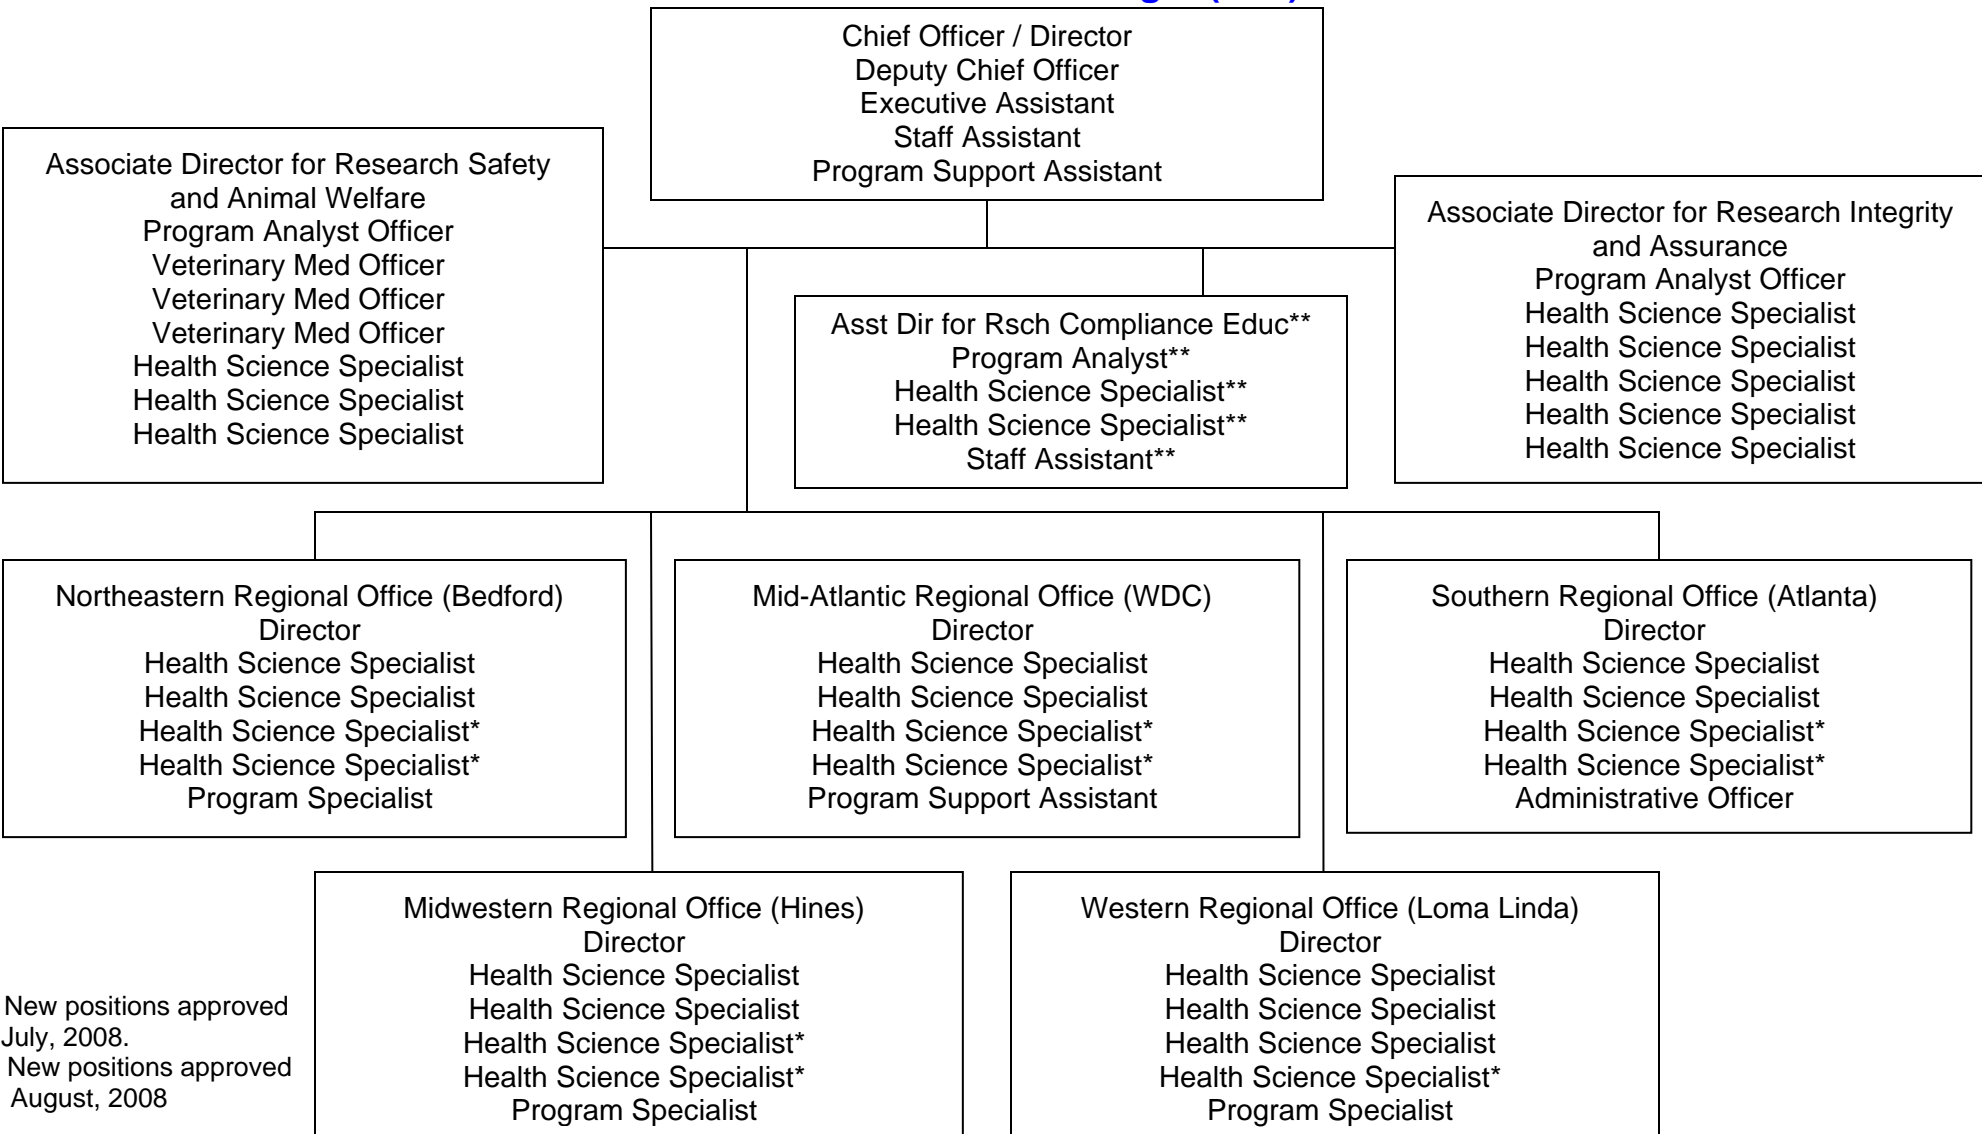 Chief Officer / Director
Deputy Chief Officer
Executive Assistant
Staff Assistant
Program Support Assistant
Associate Director for Research Safety
and Animal Welfare
Program Analyst Officer
Veterinary Med Officer
Veterinary Med Officer
Veterinary Med Officer
Health Science Specialist
Health Science Specialist
Health Science Specialist
Asst Dir for Rsch Compliance Educ**
Program Analyst**
Health Science Specialist**
Health Science Specialist**
Staff Assistant**
Associate Director for Research Integrity
and Assurance
Program Analyst Officer
Health Science Specialist
Health Science Specialist
Health Science Specialist
Health Science Specialist
Health Science Specialist
Northeastern Regional Office (Bedford)
Director
Health Science Specialist
Health Science Specialist
Health Science Specialist*
Health Science Specialist*
Program Specialist
Mid-Atlantic Regional Office (WDC)
Director
Health Science Specialist
Health Science Specialist
Health Science Specialist*
Health Science Specialist*
Program Support Assistant
Southern Regional Office (Atlanta)
Director
Health Science Specialist
Health Science Specialist
Health Science Specialist*
Health Science Specialist*
Administrative Officer
Midwestern Regional Office (Hines)
Director
Health Science Specialist
Health Science Specialist
Health Science Specialist*
Health Science Specialist*
Program Specialist
Western Regional Office (Loma Linda)
Director
Health Science Specialist
Health Science Specialist
Health Science Specialist
Health Science Specialist*
Program Specialist
New positions approved
July, 2008.
New positions approved
August, 2008